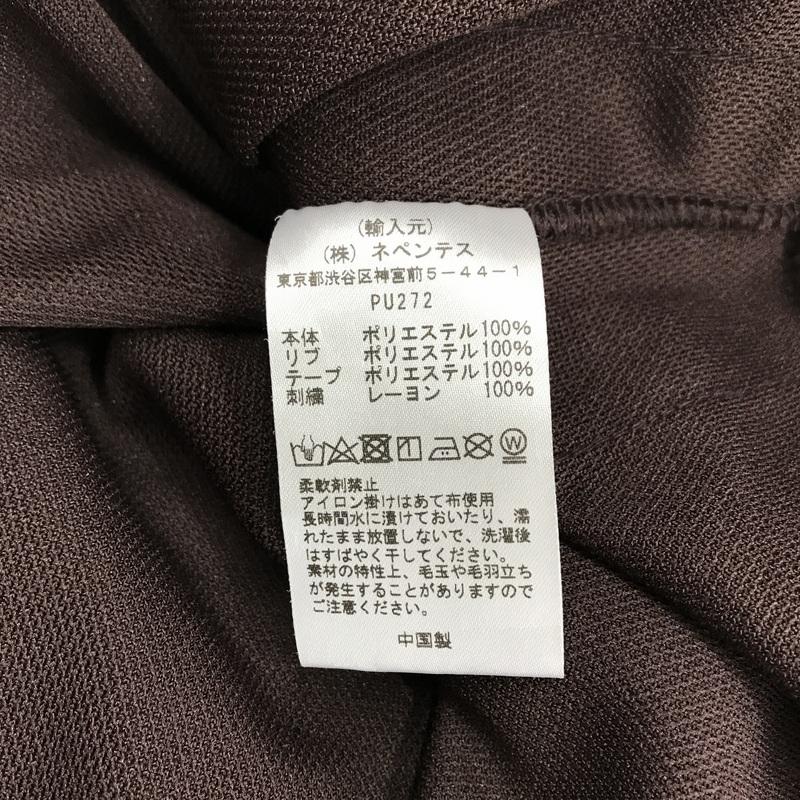 (輸入元)
(株) ネペンテス
東京都渋谷区神宮前5-44-1
PU272
本体 ポリエステル100%
リブ ポリエステル100%
テープ ポリエステル100%
刺繍 レーヨン 100%
W
柔軟剤禁止
アイロン掛けはあて布使用
長時間水に漬けておいたり、濡
れたまま放置しないで、洗濯後
はすばやく干してください。
素材の特性上、毛玉や毛羽立ち
が発生することがありますので
ご注意ください。
中国製